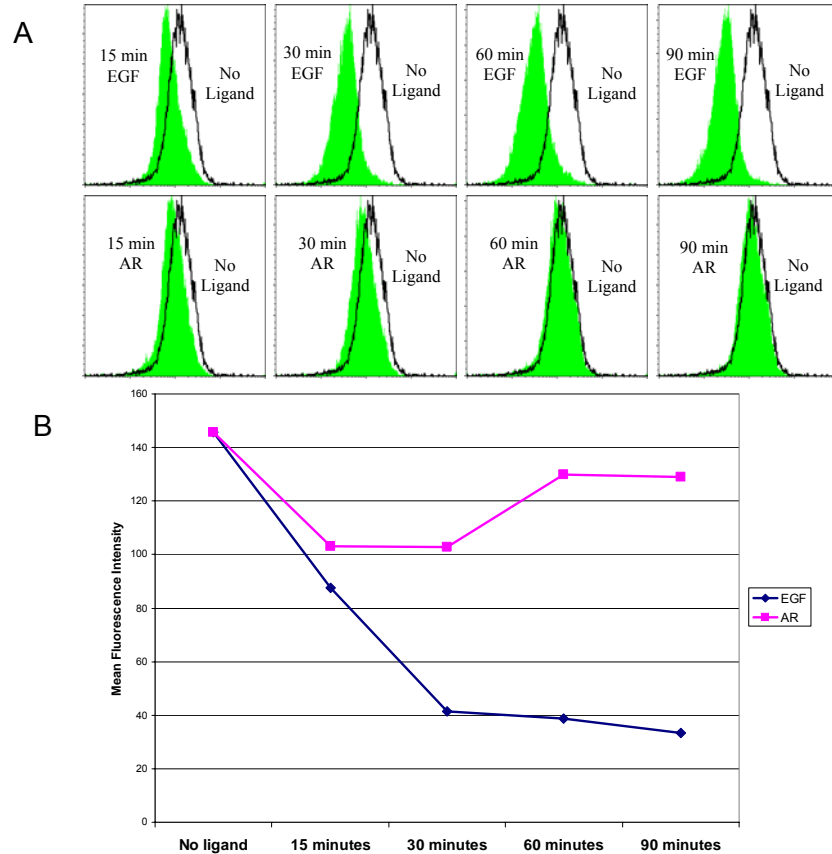 A
15 min
EGF
No
Ligand
30 min
EGF
No
Ligand
60 min
EGF
No
Ligand
90 min
EGF
No
Ligand
15 min
AR
No
Ligand
30 min
AR
No
Ligand
60 min
AR
No
Ligand
90 min
AR
No
Ligand
B
Mean Fluorescence Intensity
160
140
120
100
80
60
40
20
0
No ligand
15 minutes
30 minutes
60 minutes
90 minutes
EGF
AR